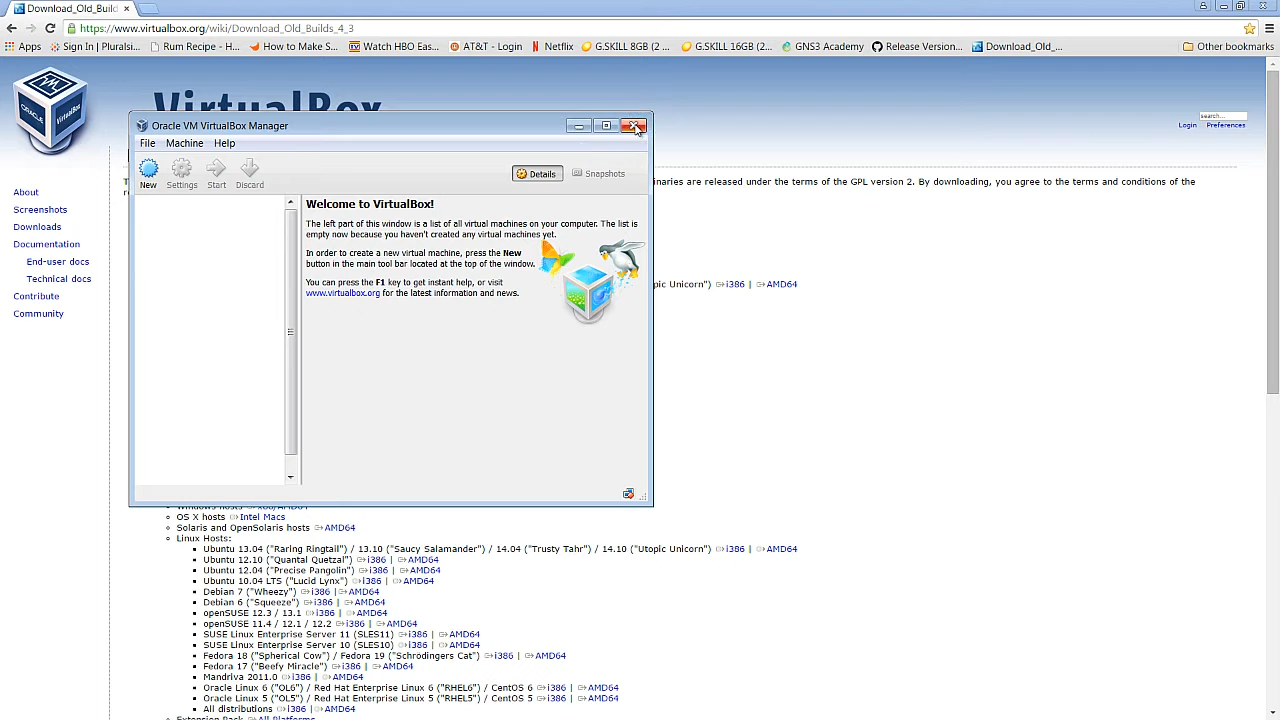 Download_Old_Build
https://www.virtualbox.org/wiki/Download_Old_Builds_4_3
Apps Sign In | Plurals... Rum Recipe - H... How to Make S... Watch HBO Eas... AT&T - Login Netflix G.SKILL 8GB (2 ... G.SKILL 16GB (2 ... GNS3 Academy Release Version... Download_Old_... Other bookmarks
VirtualBox
search...
Login Preferences
ORACLE VirtualBox
About
Screenshots
Downloads
Documentation
End-user docs
Technical docs
Contribute
Community
Oracle VM VirtualBox Manager
File Machine Help
New Settings Start Discard Details Snapshots
Welcome to VirtualBox!
The left part of this window is a list of all virtual machines on your computer. The list is
empty now because you haven't created any virtual machines yet.
In order to create a new virtual machine, press the New
button in the main tool bar located at the top of the window.
You can press the F1 key to get instant help, or visit
www.virtualbox.org for the latest information and news.
inaries are released under the terms of the GPL version 2. By downloading, you agree to the terms and conditions of the
pic Unicorn") i386 | AMD64
Windows hosts x86/AMD64
OS X hosts Intel Macs
Solaris and OpenSolaris hosts AMD64
Linux Hosts:
Ubuntu 13.04 ("Raring Ringtail") / 13.10 ("Saucy Salamander") / 14.04 ("Trusty Tahr") / 14.10 ("Utopic Unicorn") i386 | AMD64
Ubuntu 12.10 ("Quantal Quetzal") i386 | AMD64
Ubuntu 12.04 ("Precise Pangolin") i386 | AMD64
Ubuntu 10.04 LTS ("Lucid Lynx") i386 | AMD64
Debian 7 ("Wheezy") i386 | AMD64
Debian 6 ("Squeeze") i386 | AMD64
openSUSE 12.3 / 13.1 i386 | AMD64
openSUSE 11.4 / 12.1 / 12.2 i386 | AMD64
SUSE Linux Enterprise Server 11 (SLES11) i386 | AMD64
SUSE Linux Enterprise Server 10 (SLES10) i386 | AMD64
Fedora 18 ("Spherical Cow") / Fedora 19 ("Schrödingers Cat") i386 | AMD64
Fedora 17 ("Beefy Miracle") i386 | AMD64
Mandriva 2011.0 i386 | AMD64
Oracle Linux 6 ("OL6") / Red Hat Enterprise Linux 6 ("RHEL6") / CentOS 6 i386 | AMD64
Oracle Linux 5 ("OL5") / Red Hat Enterprise Linux 5 ("RHEL5") / CentOS 5 i386 | AMD64
All distributions i386 | AMD64
Extension Pack All Platforms